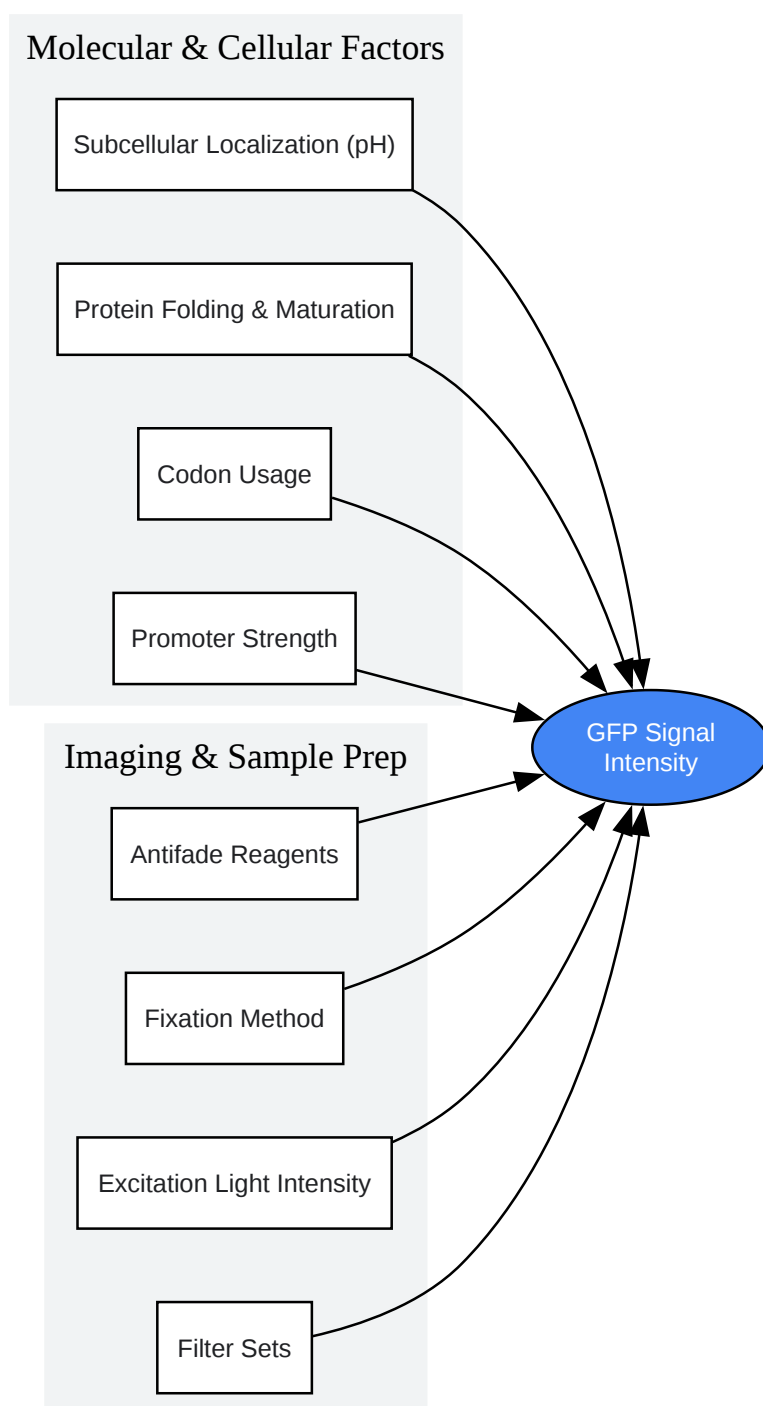 Molecular & Cellular Factors
Subcellular Localization (pH)
Protein Folding & Maturation
Codon Usage
Promoter Strength
GFP Signal
Intensity
Imaging & Sample Prep
Antifade Reagents
Fixation Method
Excitation Light Intensity
Filter Sets